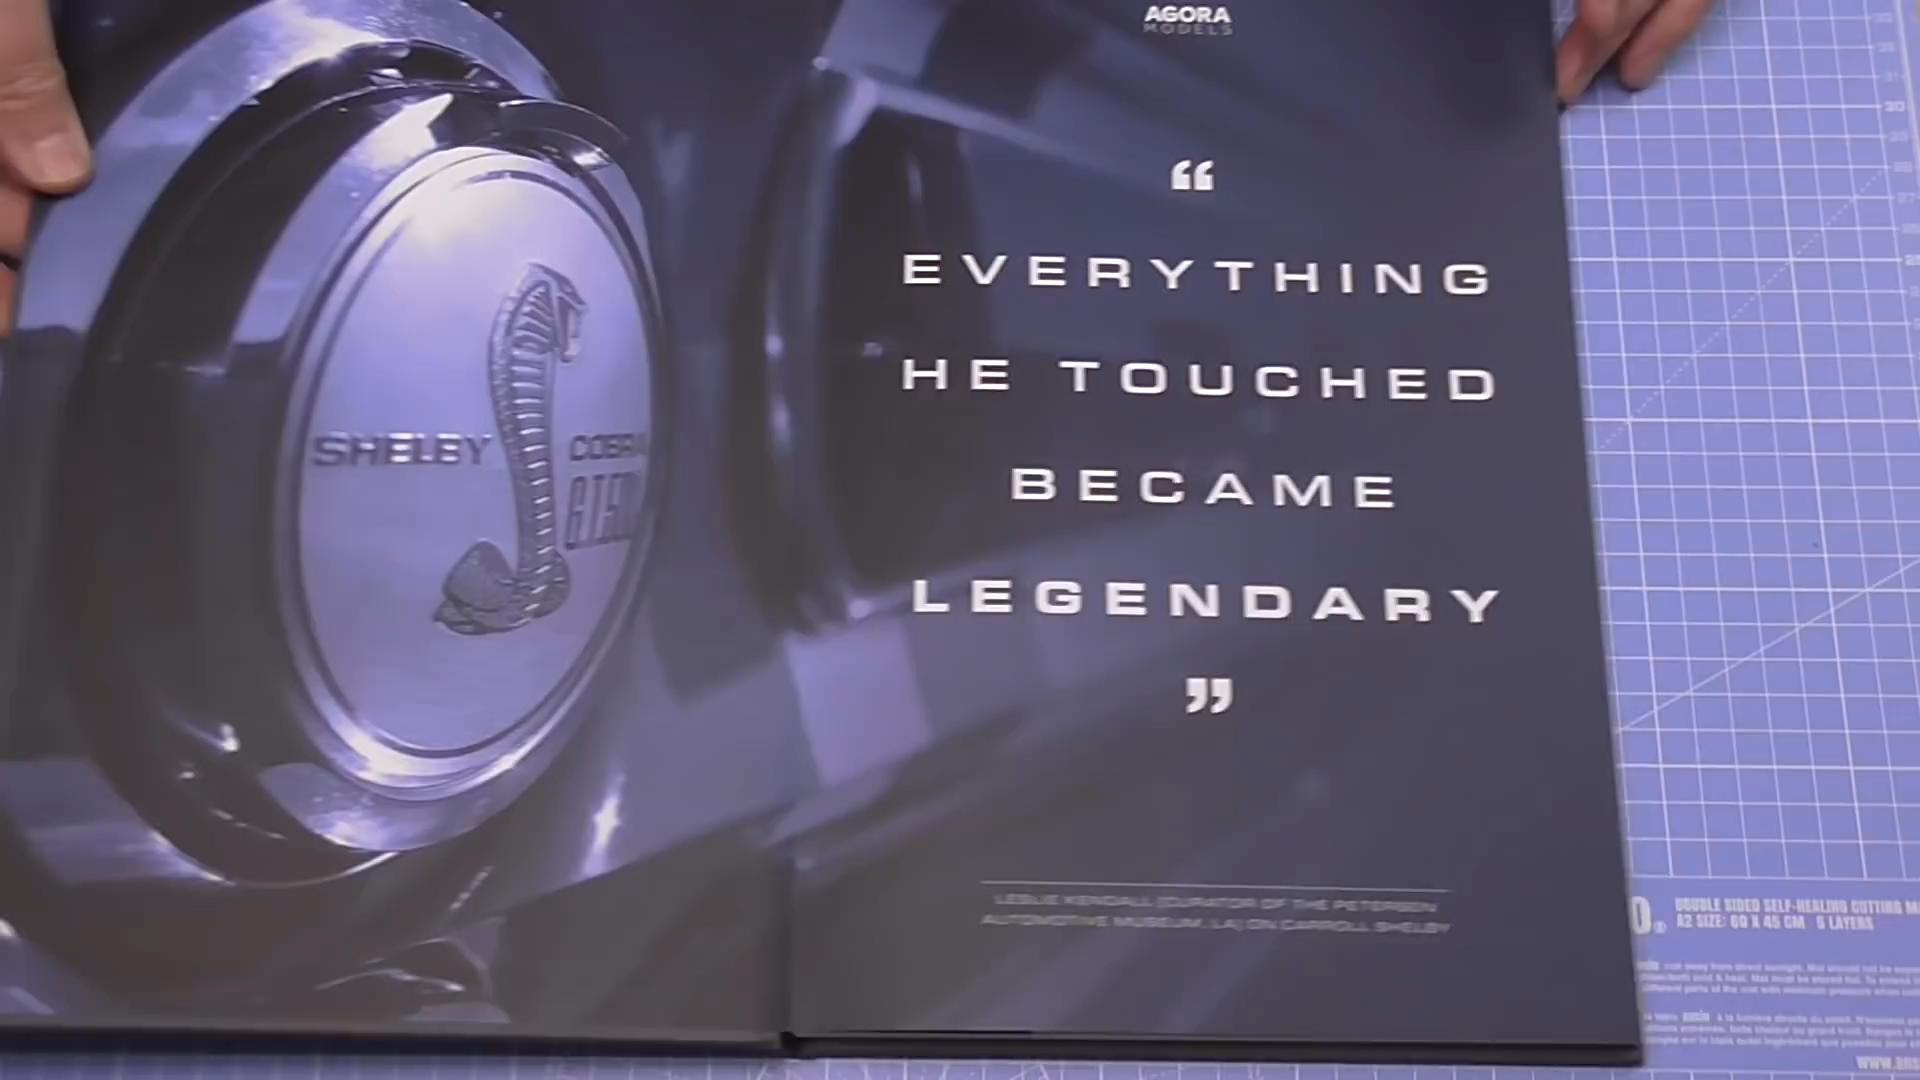 AGORA
MODELS
“
EVERYTHING
HE TOUCHED
BECAME
LEGENDARY
”
SHELBY COBRA
LESLIE KENDALL (CURATOR OF THE PETERSEN
AUTOMOTIVE MUSEUM, LA) ON CARROLL SHELBY
DOUBLE SIDED SELF-HEALING CUTTING
A2 SIZE: 60 X 45 CM 5 LAYERS